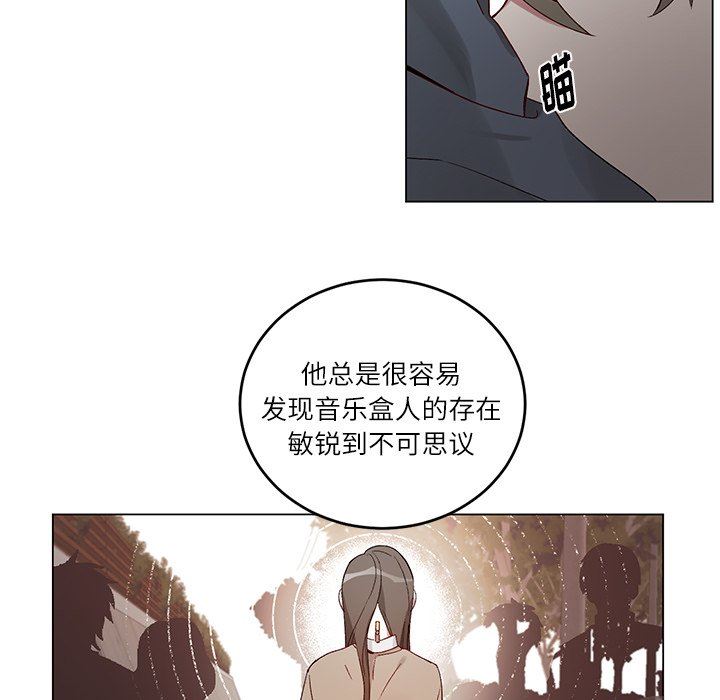 他总是很容易
发现音乐盒人的存在
敏锐到不可思议